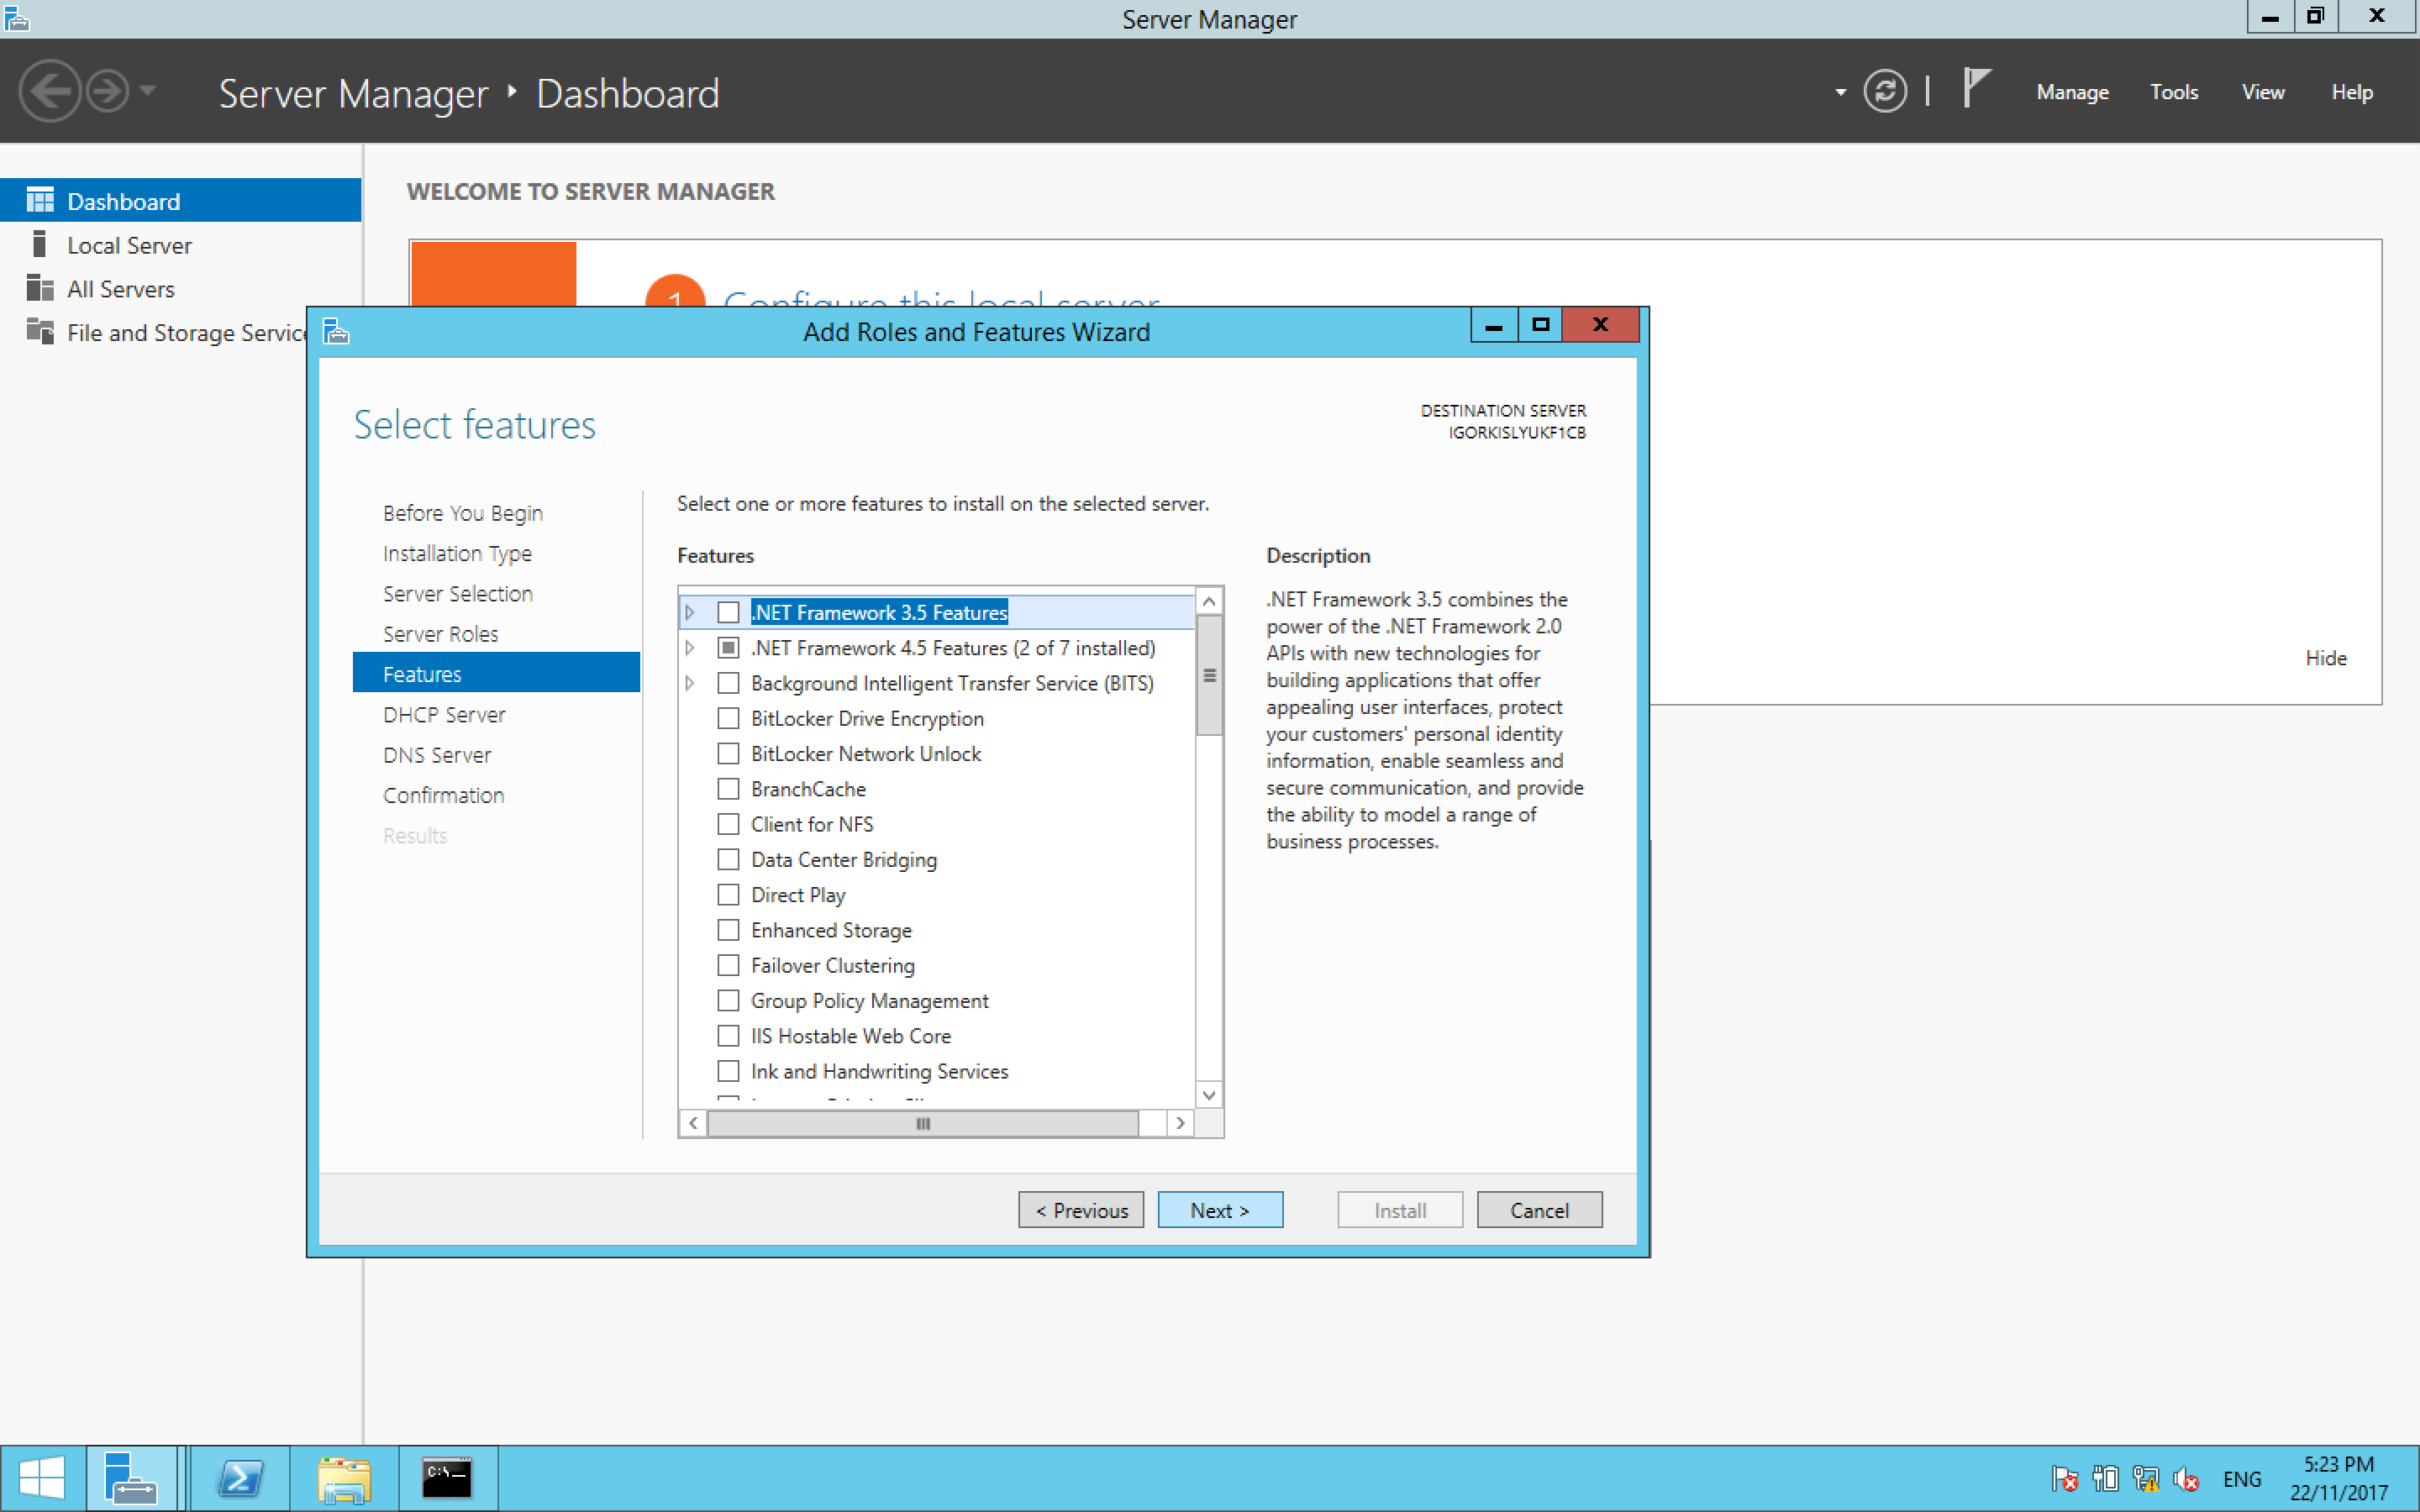 Server Manager
Server Manager Dashboard
Manage Tools View Help
Dashboard
Local Server
All Servers
File and Storage Servic
WELCOME TO SERVER MANAGER
1 Configure this local server
Hide
Add Roles and Features Wizard
Select features
DESTINATION SERVER
IGORKISLYUKF1CB
Before You Begin
Installation Type
Server Selection
Server Roles
Features
DHCP Server
DNS Server
Confirmation
Results
Select one or more features to install on the selected server.
Features
.NET Framework 3.5 Features
.NET Framework 4.5 Features (2 of 7 installed)
Background Intelligent Transfer Service (BITS)
BitLocker Drive Encryption
BitLocker Network Unlock
BranchCache
Client for NFS
Data Center Bridging
Direct Play
Enhanced Storage
Failover Clustering
Group Policy Management
IIS Hostable Web Core
Ink and Handwriting Services
Description
.NET Framework 3.5 combines the
power of the .NET Framework 2.0
APIs with new technologies for
building applications that offer
appealing user interfaces, protect
your customers' personal identity
information, enable seamless and
secure communication, and provide
the ability to model a range of
business processes.
< Previous
Next >
Install
Cancel
C:\
ENG
5:23 PM
22/11/2017